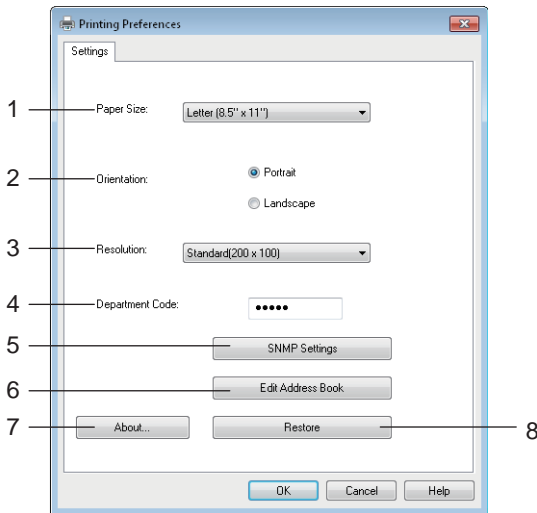 Printing Preferences
Settings
1 Paper Size: Letter (8.5" x 11")
2 Orientation: Portrait
Landscape
3 Resolution: Standard(200 x 100)
4 Department Code: •••••
5 SNMP Settings
6 Edit Address Book
7 About... Restore 8
OK Cancel Help